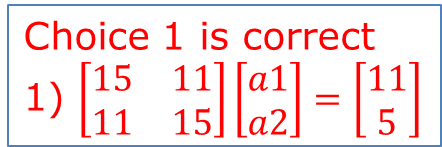 Choice 1 is correct
1) [15 11 11 15] [a1 a2] = [11 5]